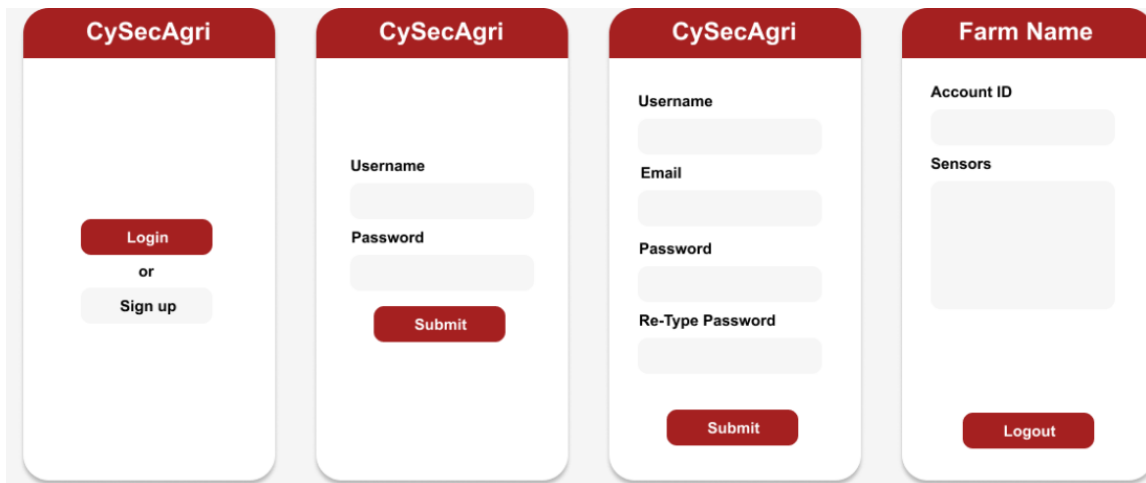 CySecAgri
Login
or
Sign up
CySecAgri
Username
Password
Submit
CySecAgri
Username
Email
Password
Re-Type Password
Submit
Farm Name
Account ID
Sensors
Logout